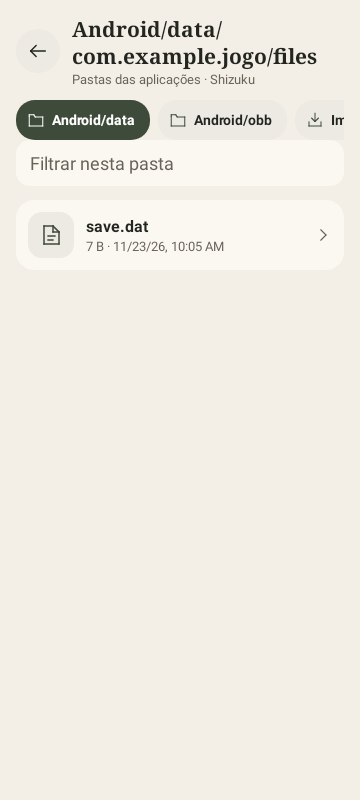 Android/data/
com.example.jogo/files
Pastas das aplicações · Shizuku
Android/data
Android/obb
Im
Filtrar nesta pasta
save.dat
7 B · 11/23/26, 10:05 AM